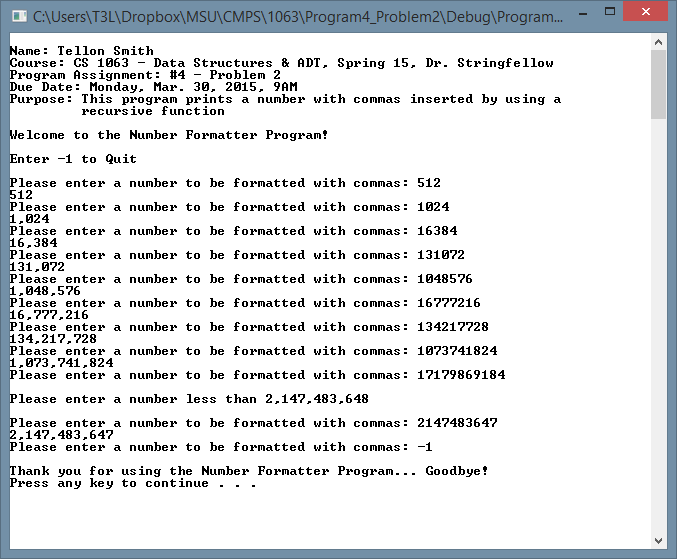 C:\Users\T3L\Dropbox\MSU\CMPS\1063\Program4_Problem2\Debug\Program...
Name: Tellon Smith
Course: CS 1063 - Data Structures & ADT, Spring 15, Dr. Stringfellow
Program Assignment: #4 - Problem 2
Due Date: Monday, Mar. 30, 2015, 9AM
Purpose: This program prints a number with commas inserted by using a
recursive function
Welcome to the Number Formatter Program!
Enter -1 to Quit
Please enter a number to be formatted with commas: 512
512
Please enter a number to be formatted with commas: 1024
1,024
Please enter a number to be formatted with commas: 16384
16,384
Please enter a number to be formatted with commas: 131072
131,072
Please enter a number to be formatted with commas: 1048576
1,048,576
Please enter a number to be formatted with commas: 16777216
16,777,216
Please enter a number to be formatted with commas: 134217728
134,217,728
Please enter a number to be formatted with commas: 1073741824
1,073,741,824
Please enter a number to be formatted with commas: 17179869184
Please enter a number less than 2,147,483,648
Please enter a number to be formatted with commas: 2147483647
2,147,483,647
Please enter a number to be formatted with commas: -1
Thank you for using the Number Formatter Program... Goodbye!
Press any key to continue . . .